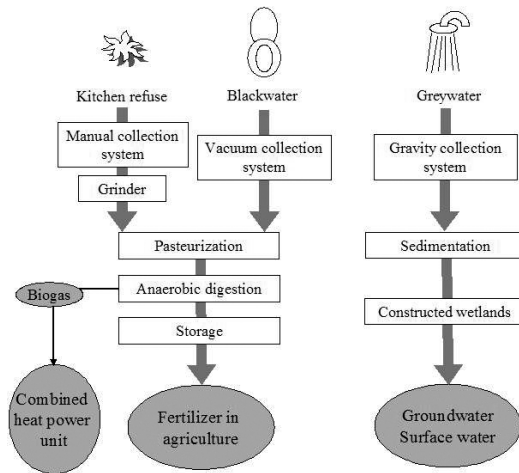 Kitchen refuse
Blackwater
Greywater
Manual collection
system
Vacuum collection
system
Gravity collection
system
Grinder
Pasteurization
Sedimentation
Biogas
Anaerobic digestion
Constructed wetlands
Storage
Combined
heat power
unit
Fertilizer in
agriculture
Groundwater
Surface water